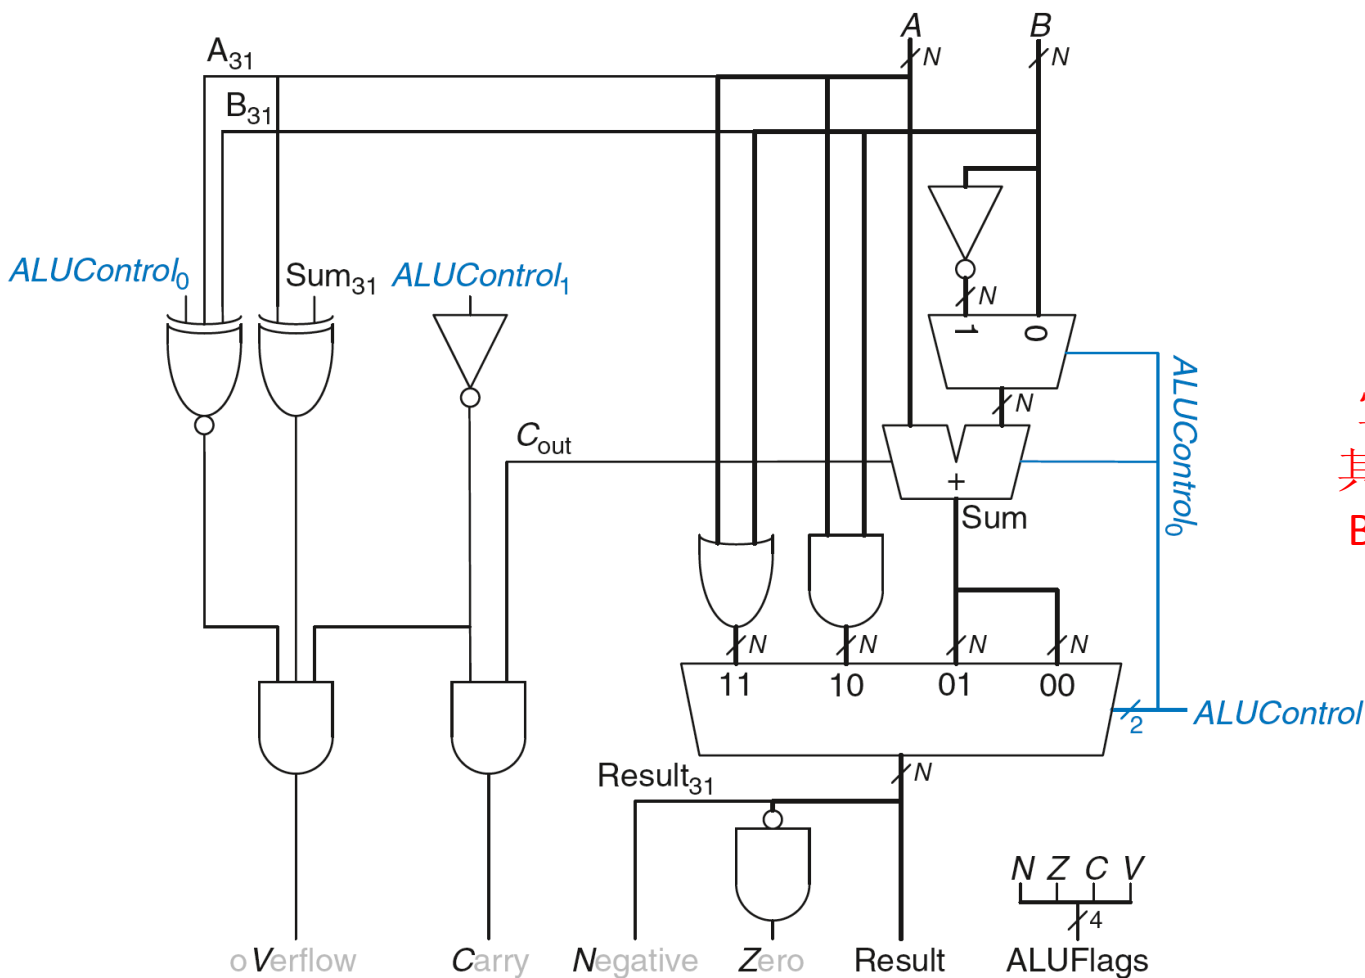 A B
A31
N N
B31
ALUControl0 Sum31 ALUControl1
N
1 0
N
ALUControl0
Cout
其
+
Sum
B
N N N N
11 10 01 00
2 ALUControl
Result31 N
N Z C V
4
oVerflow Carry Negative Zero Result ALUFlags